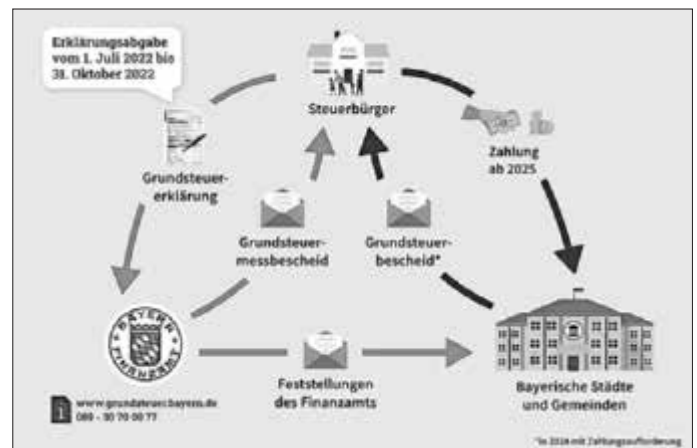 Erklärungsabgabe
vom 1. Juli 2022 bis
31. Oktober 2022
Steuerbürger
Grundsteuer-
erklärung
Zahlung
ab 2025
Grundsteuer-
messbescheid
Grundsteuer-
bescheid*
BAYERN
FINANZAMT
Feststellungen
des Finanzamts
Bayerische Städte
und Gemeinden
www.grundsteuer.bayern.de
089 - 30 70 00 77
*in 2024 mit Zahlungsaufforderung